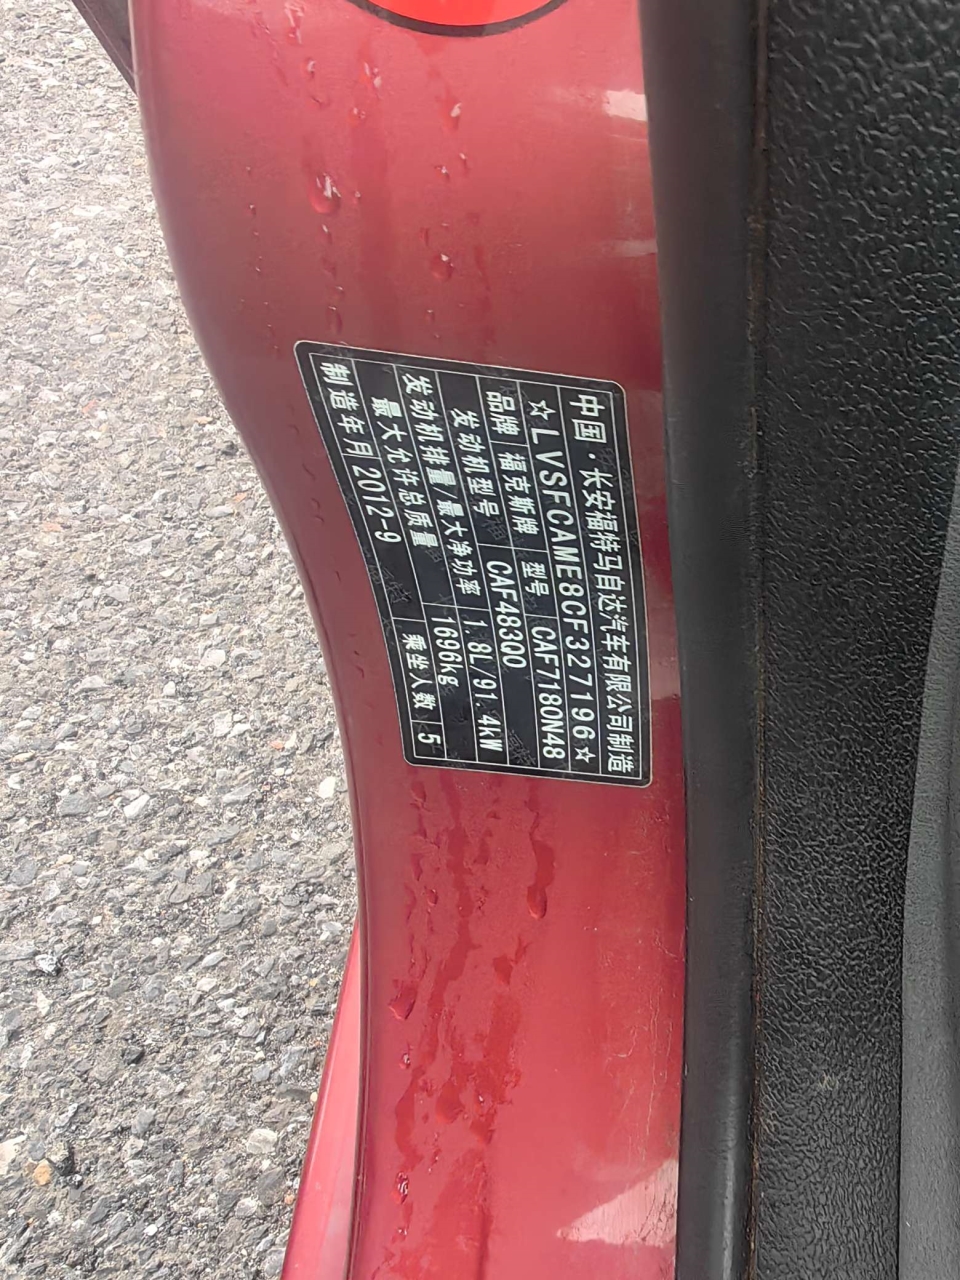 中国·长安福特马自达汽车有限公司制造
☆LVSFCAME8CF327196☆
品牌 福克斯牌 型号 CAF7180N48
发动机型号 CAF483Q0
发动机排量/最大净功率 1.8L/91.4kW
最大允许总质量 1696kg
制造年月 2012-9 乘坐人数 5